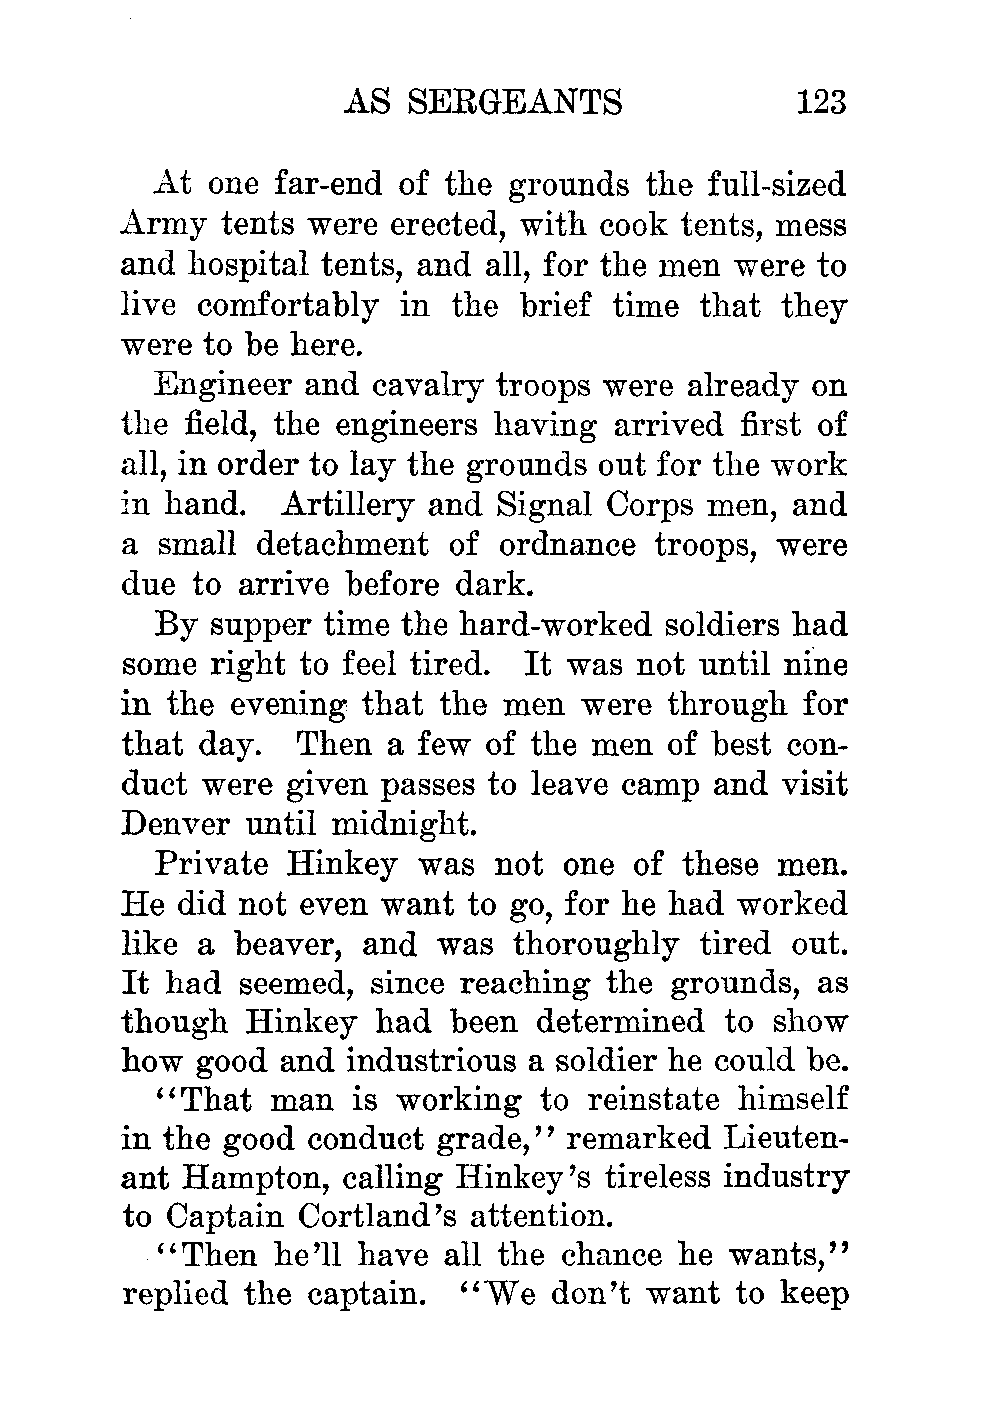 AS SERGEANTS 123
At one far-end of the grounds the full-sized
Army tents were erected, with cook tents, mess
and hospital tents, and all, for the men were to
live comfortably in the brief time that they
were to be here.
Engineer and cavalry troops were already on
the field, the engineers having arrived first of
all, in order to lay the grounds out for the work
in hand. Artillery and Signal Corps men, and
a small detachment of ordnance troops, were
due to arrive before dark.
By supper time the hard-worked soldiers had
some right to feel tired. It was not until nine
in the evening that the men were through for
that day. Then a few of the men of best con-
duct were given passes to leave camp and visit
Denver until midnight.
Private Hinkey was not one of these men.
He did not even want to go, for he had worked
like a beaver, and was thoroughly tired out.
It had seemed, since reaching the grounds, as
though Hinkey had been determined to show
how good and industrious a soldier he could be.
"That man is working to reinstate himself
in the good conduct grade," remarked Lieuten-
ant Hampton, calling Hinkey's tireless industry
to Captain Cortland's attention.
"Then he'll have all the chance he wants,"
replied the captain. "We don't want to keep